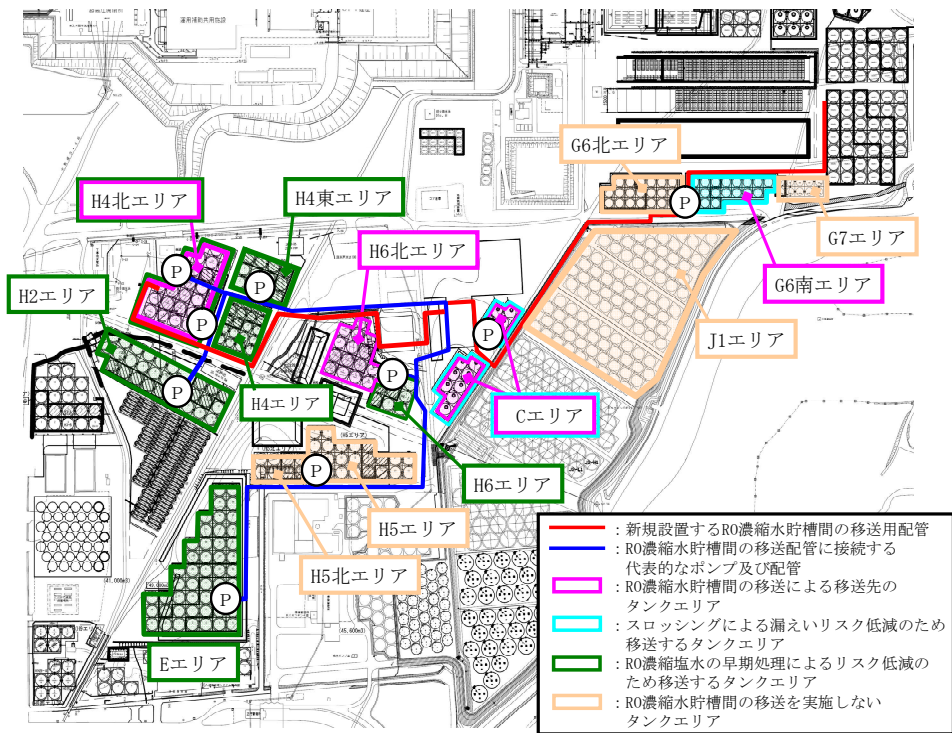 運用補助共用施設
G6北エリア
H4北エリア
H4東エリア
H6北エリア
G7エリア
H2エリア
G6南エリア
J1エリア
P
P
P
P
P
P
P
P
P
H4エリア
Cエリア
H6エリア
H5エリア
H5北エリア
Eエリア
:新規設置するRO濃縮水貯槽間の移送用配管
:RO濃縮水貯槽間の移送配管に接続する
代表的なポンプ及び配管
:RO濃縮水貯槽間の移送による移送先の
タンクエリア
:スロッシングによる漏えいリスク低減のため
移送するタンクエリア
:RO濃縮塩水の早期処理によるリスク低減の
ため移送するタンクエリア
:RO濃縮水貯槽間の移送を実施しない
タンクエリア